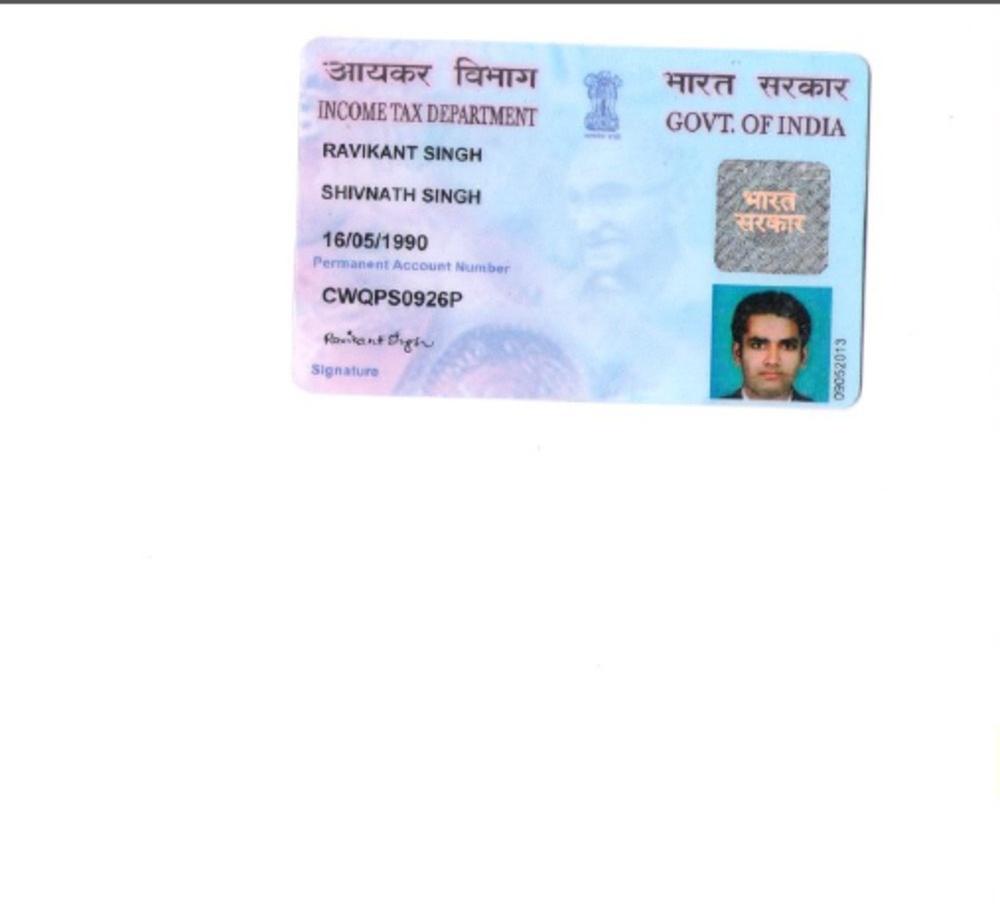 आयकर विभाग
INCOME TAX DEPARTMENT
भारत सरकार
GOVT. OF INDIA
RAVIKANT SINGH
SHIVNATH SINGH
16/05/1990
Permanent Account Number
CWQPS0926P
Ravikant Singh
Signature
भारत
सरकार
09052013